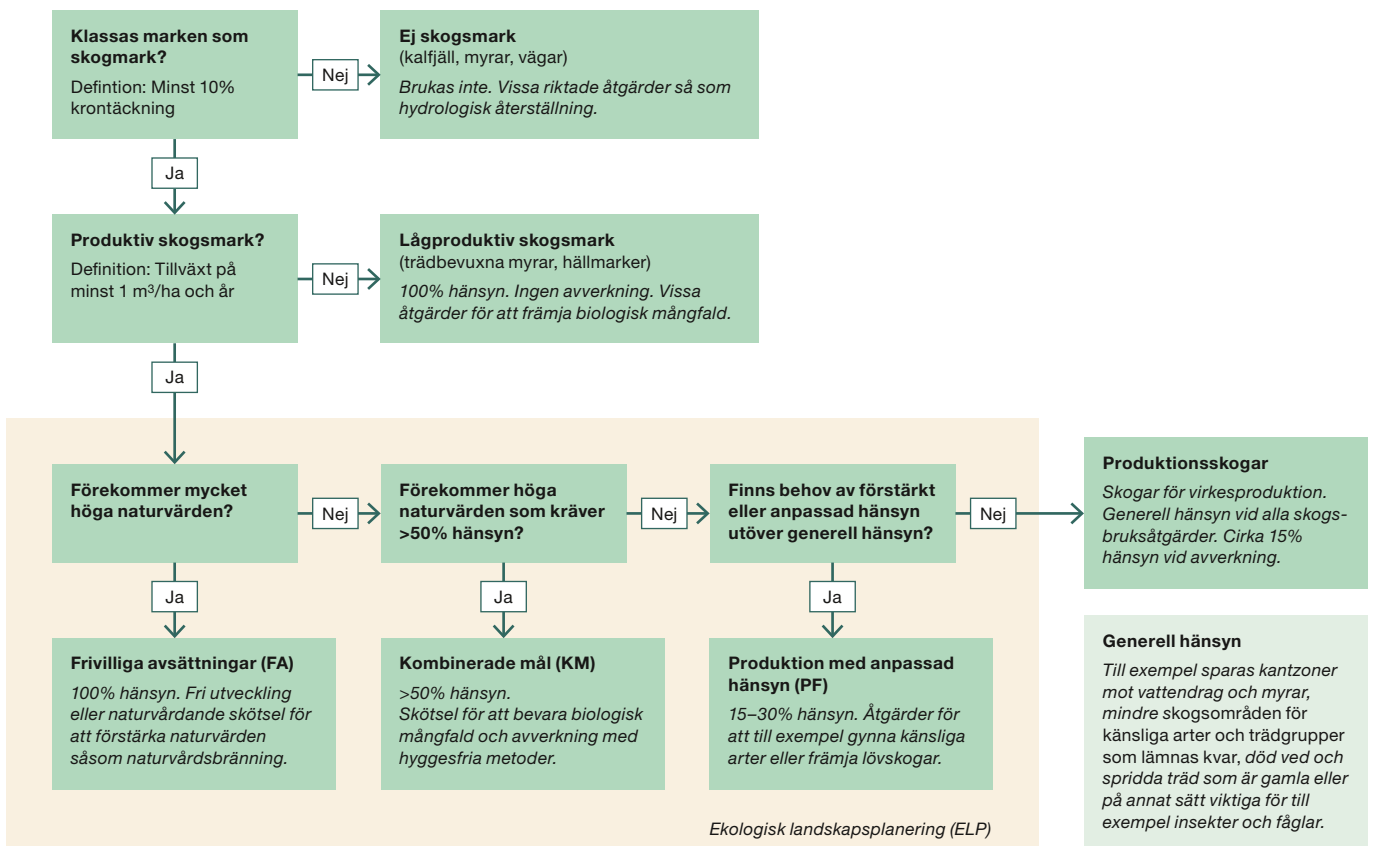 Klassas marken som
skogmark?
Defintion: Minst 10%
krontäckning
Nej
Ej skogsmark
(kalfjäll, myrar, vägar)
Brukas inte. Vissa riktade åtgärder så som
hydrologisk återställning.
Ja
Produktiv skogsmark?
Definition: Tillväxt på
minst 1 m³/ha och år
Nej
Lågproduktiv skogsmark
(trädbevuxna myrar, hällmarker)
100% hänsyn. Ingen avverkning. Vissa
åtgärder för att främja biologisk mångfald.
Ja
Förekommer mycket
höga naturvärden?
Nej
Förekommer höga
naturvärden som kräver
>50% hänsyn?
Nej
Finns behov av förstärkt
eller anpassad hänsyn
utöver generell hänsyn?
Nej
Produktionsskogar
Skogar för virkesproduktion.
Generell hänsyn vid alla skogs-
bruksåtgärder. Cirka 15%
hänsyn vid avverkning.
Ja
Ja
Ja
Frivilliga avsättningar (FA)
100% hänsyn. Fri utveckling
eller naturvårdande skötsel för
att förstärka naturvärden
såsom naturvårdsbränning.
Kombinerade mål (KM)
>50% hänsyn.
Skötsel för att bevara biologisk
mångfald och avverkning med
hyggesfria metoder.
Produktion med anpassad
hänsyn (PF)
15–30% hänsyn. Åtgärder för
att till exempel gynna känsliga
arter eller främja lövskogar.
Generell hänsyn
Till exempel sparas kantzoner
mot vattendrag och myrar,
mindre skogsområden för
känsliga arter och trädgrupper
som lämnas kvar, död ved och
spridda träd som är gamla eller
på annat sätt viktiga för till
exempel insekter och fåglar.
Ekologisk landskapsplanering (ELP)